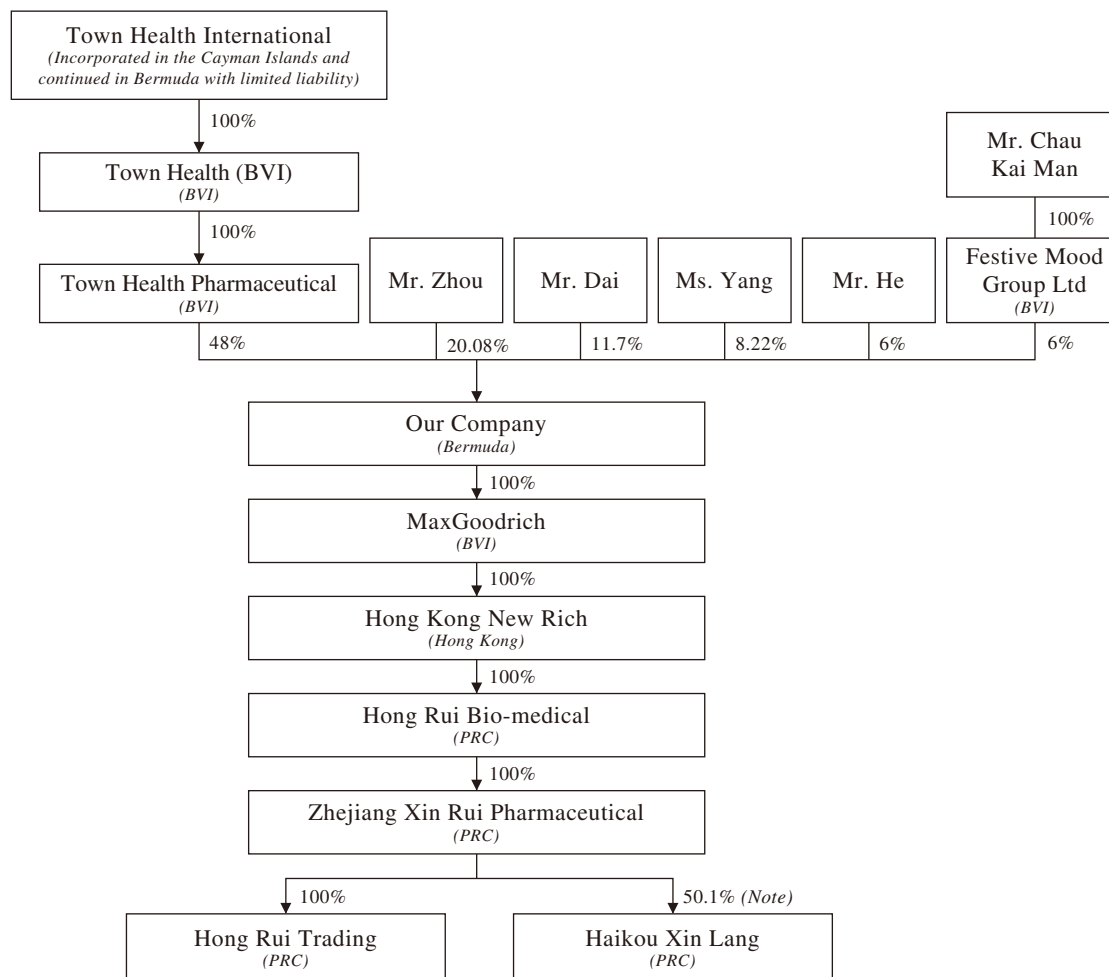 Town Health International
(Incorporated in the Cayman Islands and
continued in Bermuda with limited liability)
100%
Town Health (BVI)
(BVI)
Mr. Chau
Kai Man
100%
100%
Town Health Pharmaceutical
(BVI)
Mr. Zhou
Mr. Dai
Ms. Yang
Mr. He
Festive Mood
Group Ltd
(BVI)
48%
20.08%
11.7%
8.22%
6%
6%
Our Company
(Bermuda)
100%
MaxGoodrich
(BVI)
100%
Hong Kong New Rich
(Hong Kong)
100%
Hong Rui Bio-medical
(PRC)
100%
Zhejiang Xin Rui Pharmaceutical
(PRC)
100%
50.1% (Note)
Hong Rui Trading
(PRC)
Haikou Xin Lang
(PRC)